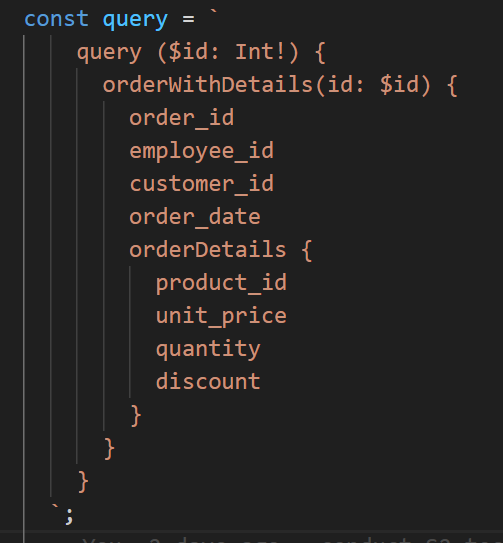 const query = `
query ($id: Int!) {
orderWithDetails(id: $id) {
order_id
employee_id
customer_id
order_date
orderDetails {
product_id
unit_price
quantity
discount
}
}
}
`;